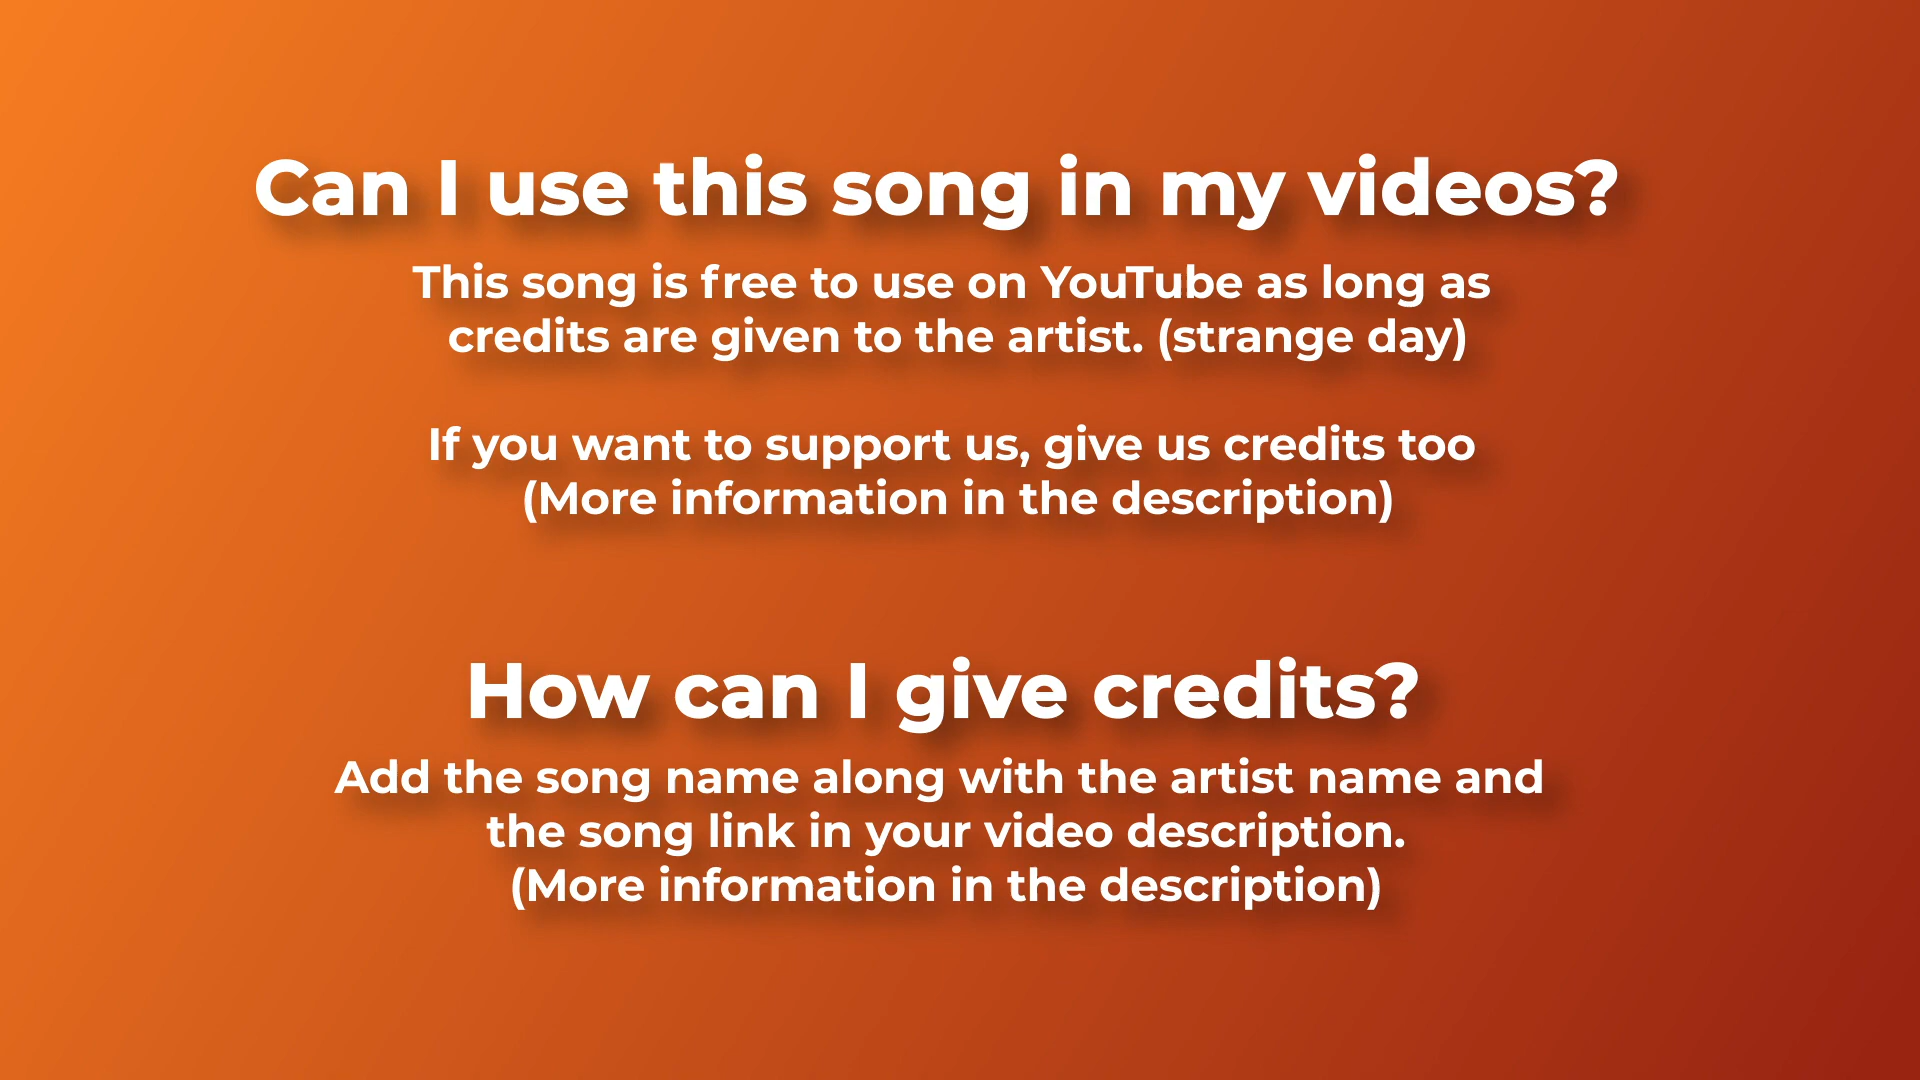 Can I use this song in my videos?
This song is free to use on YouTube as long as
credits are given to the artist. (strange day)
If you want to support us, give us credits too
(More information in the description)
How can I give credits?
Add the song name along with the artist name and
the song link in your video description.
(More information in the description)